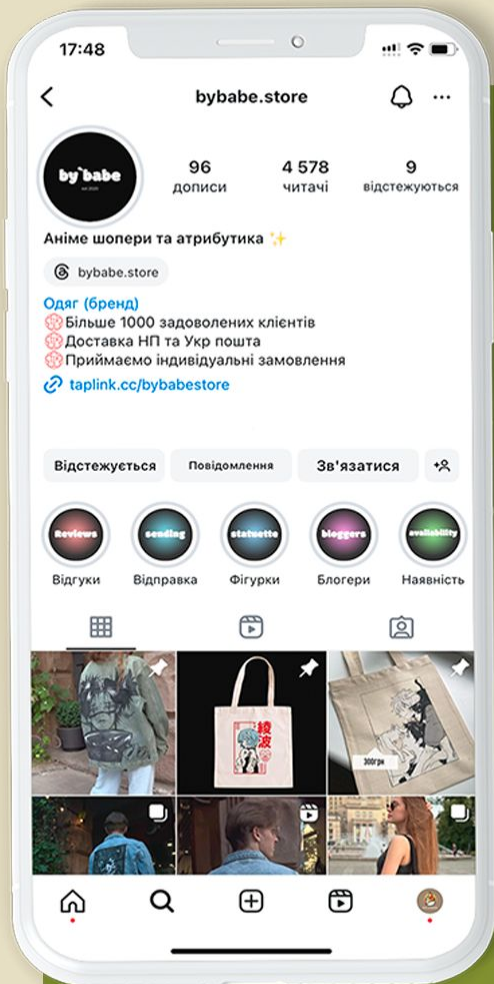 17:48
bybabe.store
by babe
est 2020
96
дописи
4 578
читачі
9
відстежуються
Аніме шопери та атрибутика
bybabe.store
Одяг (бренд)
Більше 1000 задоволених клієнтів
Доставка НП та Укр пошта
Приймаємо індивідуальні замовлення
taplink.cc/bybabestore
Відстежується
Повідомлення
Зв'язатися
Reviews
sending
statuette
bloggers
availability
Відгуки
Відправка
Фігурки
Блогери
Наявність
綾波
300грн